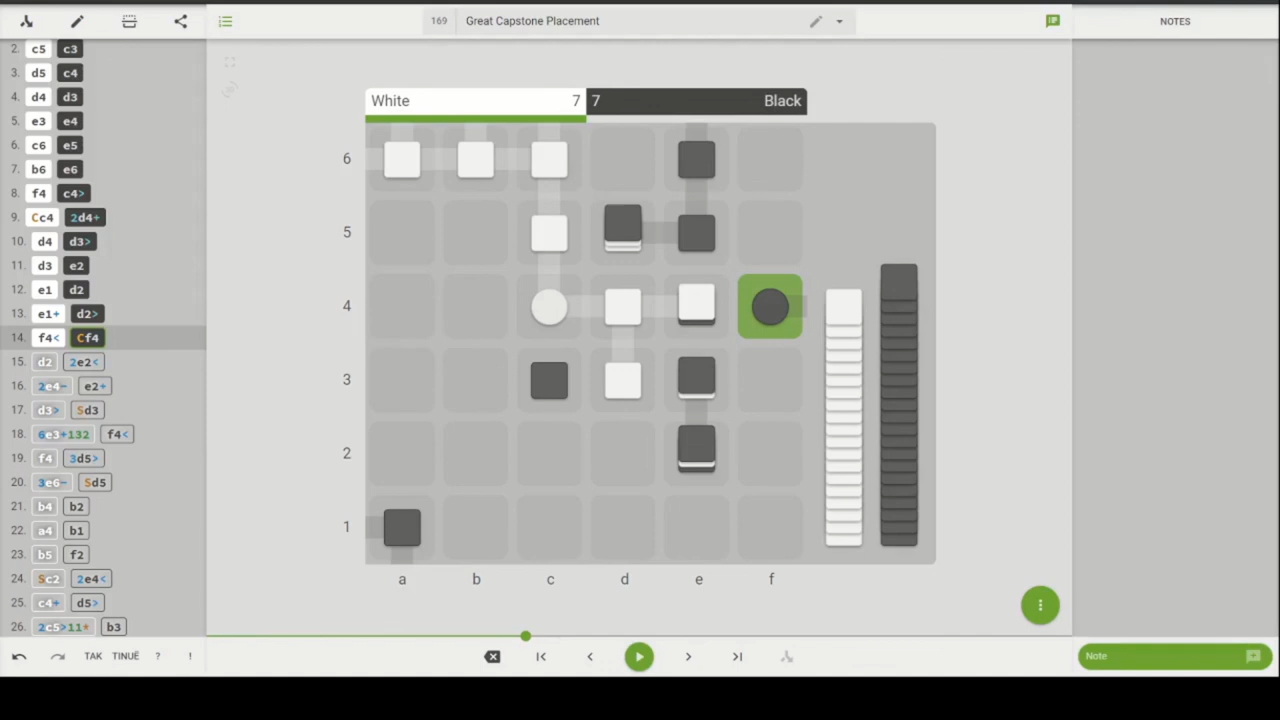 169 Great Capstone Placement
NOTES
2. c5 c3
3. d5 c4
4. d4 d3
5. e3 e4
6. c6 e5
7. b6 e6
8. f4 c4>
9. Cc4 2d4+
10. d4 d3>
11. d3 e2
12. e1 d2
13. e1+ d2>
14. f4< Cf4
15. d2 2e2<
16. 2e4- e2+
17. d3> Sd3
18. 6e3+132 f4<
19. f4 3d5>
20. 3e6- Sd5
21. b4 b2
22. a4 b1
23. b5 f2
24. Sc2 2e4<
25. c4+ d5>
26. 2c5>11* b3
White 7 7 Black
6
5
4
3
2
1
a b c d e f
TAK TINUË ? !
Note